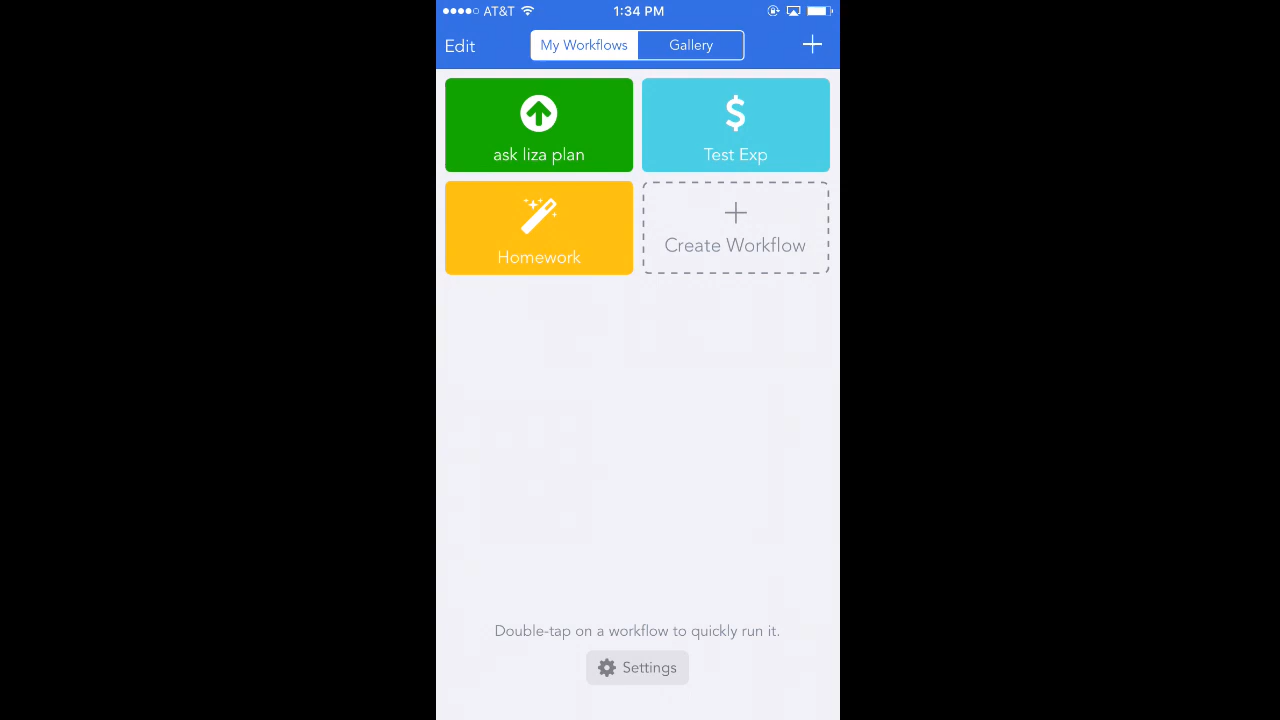 AT&T 1:34 PM
Edit My Workflows Gallery
ask liza plan
Test Exp
Homework
Create Workflow
Double-tap on a workflow to quickly run it.
Settings